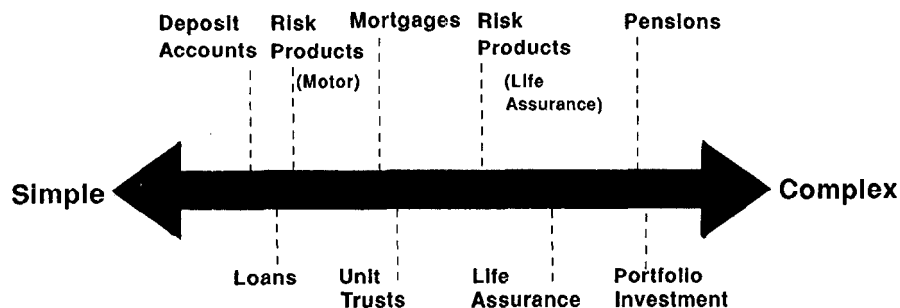 Deposit
Accounts
Risk
Products
(Motor)
Mortgages
Risk
Products
(Life
Assurance)
Pensions
Simple
Complex
Loans
Unit
Trusts
Life
Assurance
Portfolio
Investment